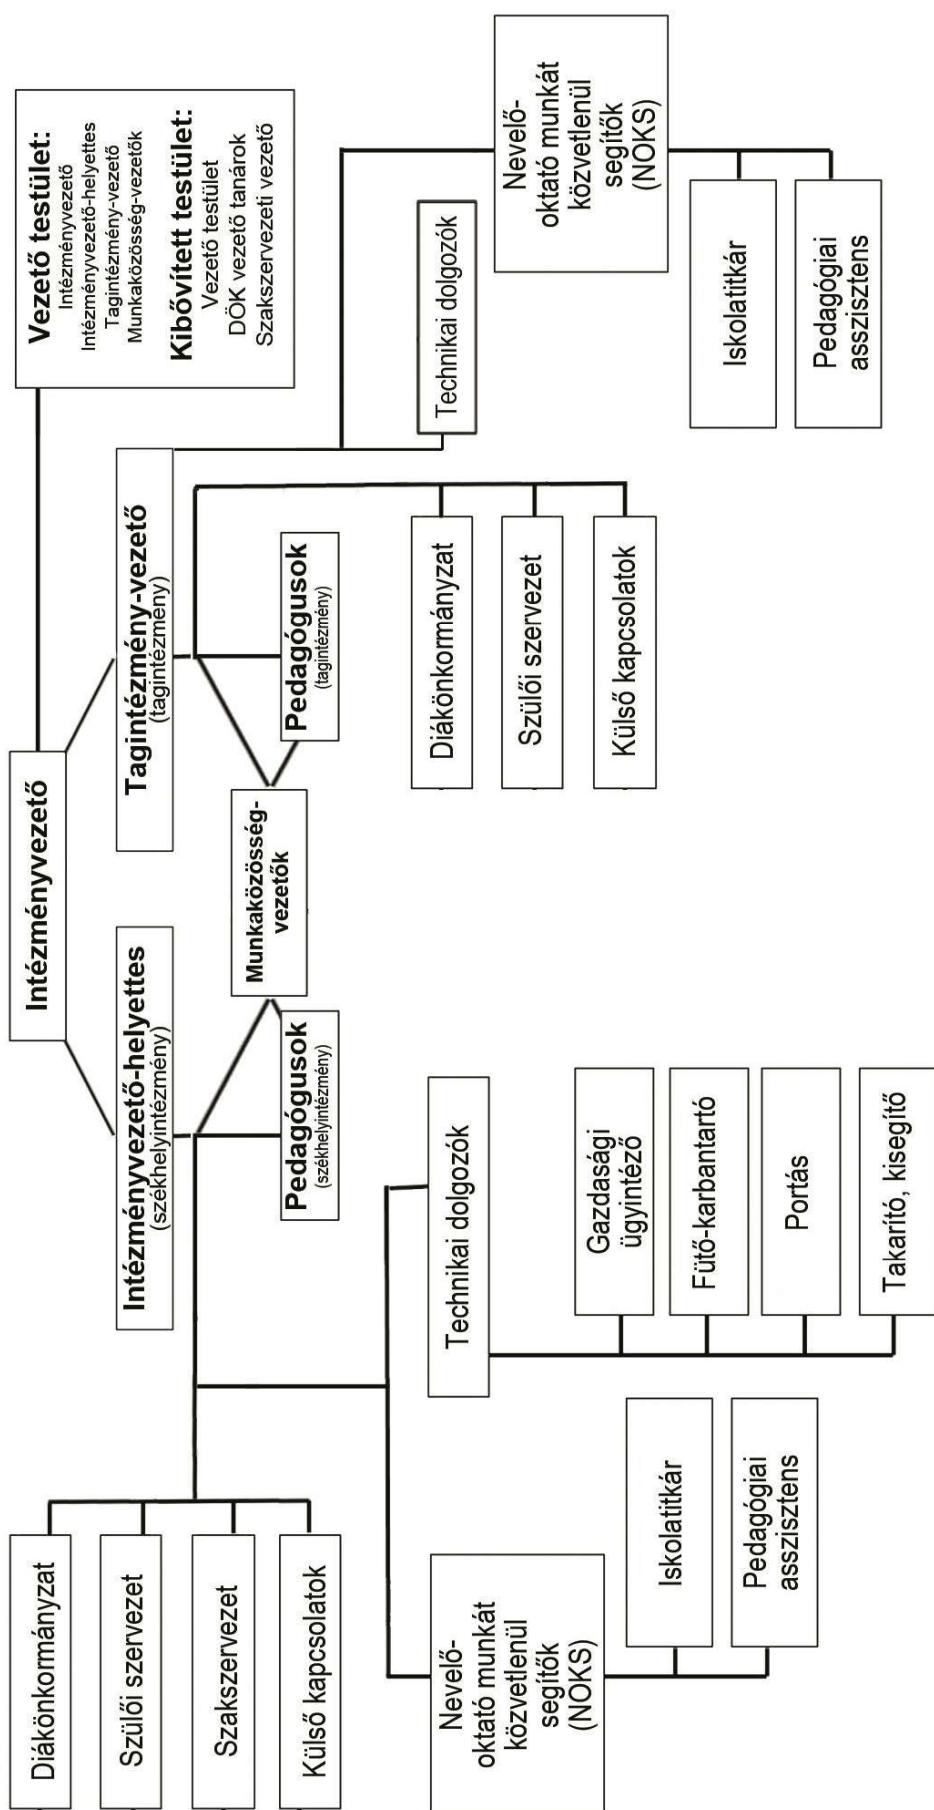 Intézményvezető
Vezető testület:
Intézményvezető
Intézményvezető-helyettes
Tagintézmény-vezető
Munkaközösség-vezetők
Kibővített testület:
Vezető testület
DÖK vezető tanárok
Szakszervezeti vezető
Intézményvezető-helyettes
(székhelyintézmény)
Tagintézmény-vezető
(tagintézmény)
Pedagógusok
(székhelyintézmény)
Munkaközösség-
vezetők
Pedagógusok
(tagintézmény)
Diákönkormányzat
Szülői szervezet
Szakszervezet
Külső kapcsolatok
Nevelő-
oktató munkát
közvetlenül
segítők
(NOKS)
Iskolatitkár
Pedagógiai
asszisztens
Technikai dolgozók
Gazdasági
ügyintéző
Fűtő-karbantartó
Portás
Takarító, kisegítő
Diákönkormányzat
Szülői szervezet
Külső kapcsolatok
Technikai dolgozók
Nevelő-
oktató munkát
közvetlenül
segítők
(NOKS)
Iskolatitkár
Pedagógiai
asszisztens